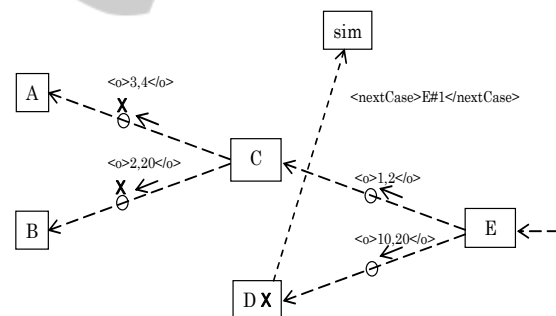 sim
<o>3,4</o>
A
X
<nextCase>E#1</nextCase>
<o>2,20</o>
X
C
<o>1,2</o>
B
E
<o>10,20</o>
D X